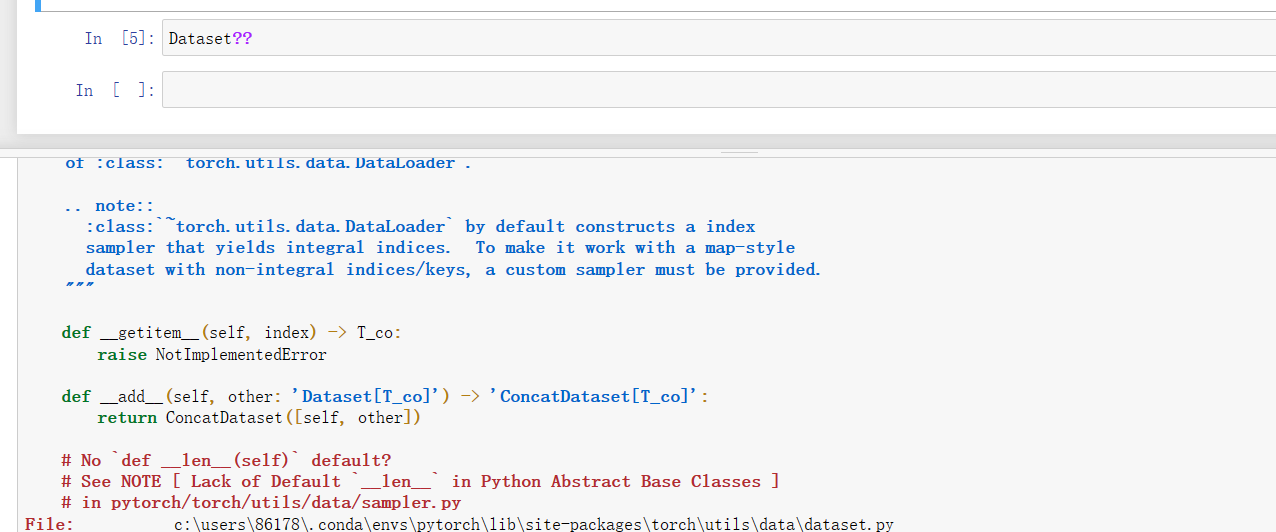 In [5]: Dataset??
In [ ]:
of :class:` torch.utils.data.DataLoader`.
.. note::
:class:`~torch.utils.data.DataLoader` by default constructs a index
sampler that yields integral indices.  To make it work with a map-style
dataset with non-integral indices/keys, a custom sampler must be provided.
"""
def __getitem__(self, index) -> T_co:
raise NotImplementedError
def __add__(self, other: 'Dataset[T_co]') -> 'ConcatDataset[T_co]':
return ConcatDataset([self, other])
# No `def __len__(self)` default?
# See NOTE [ Lack of Default `__len__` in Python Abstract Base Classes ]
# in pytorch/torch/utils/data/sampler.py
File: c:\users\86178\.conda\envs\pytorch\lib\site-packages\torch\utils\data\dataset.py